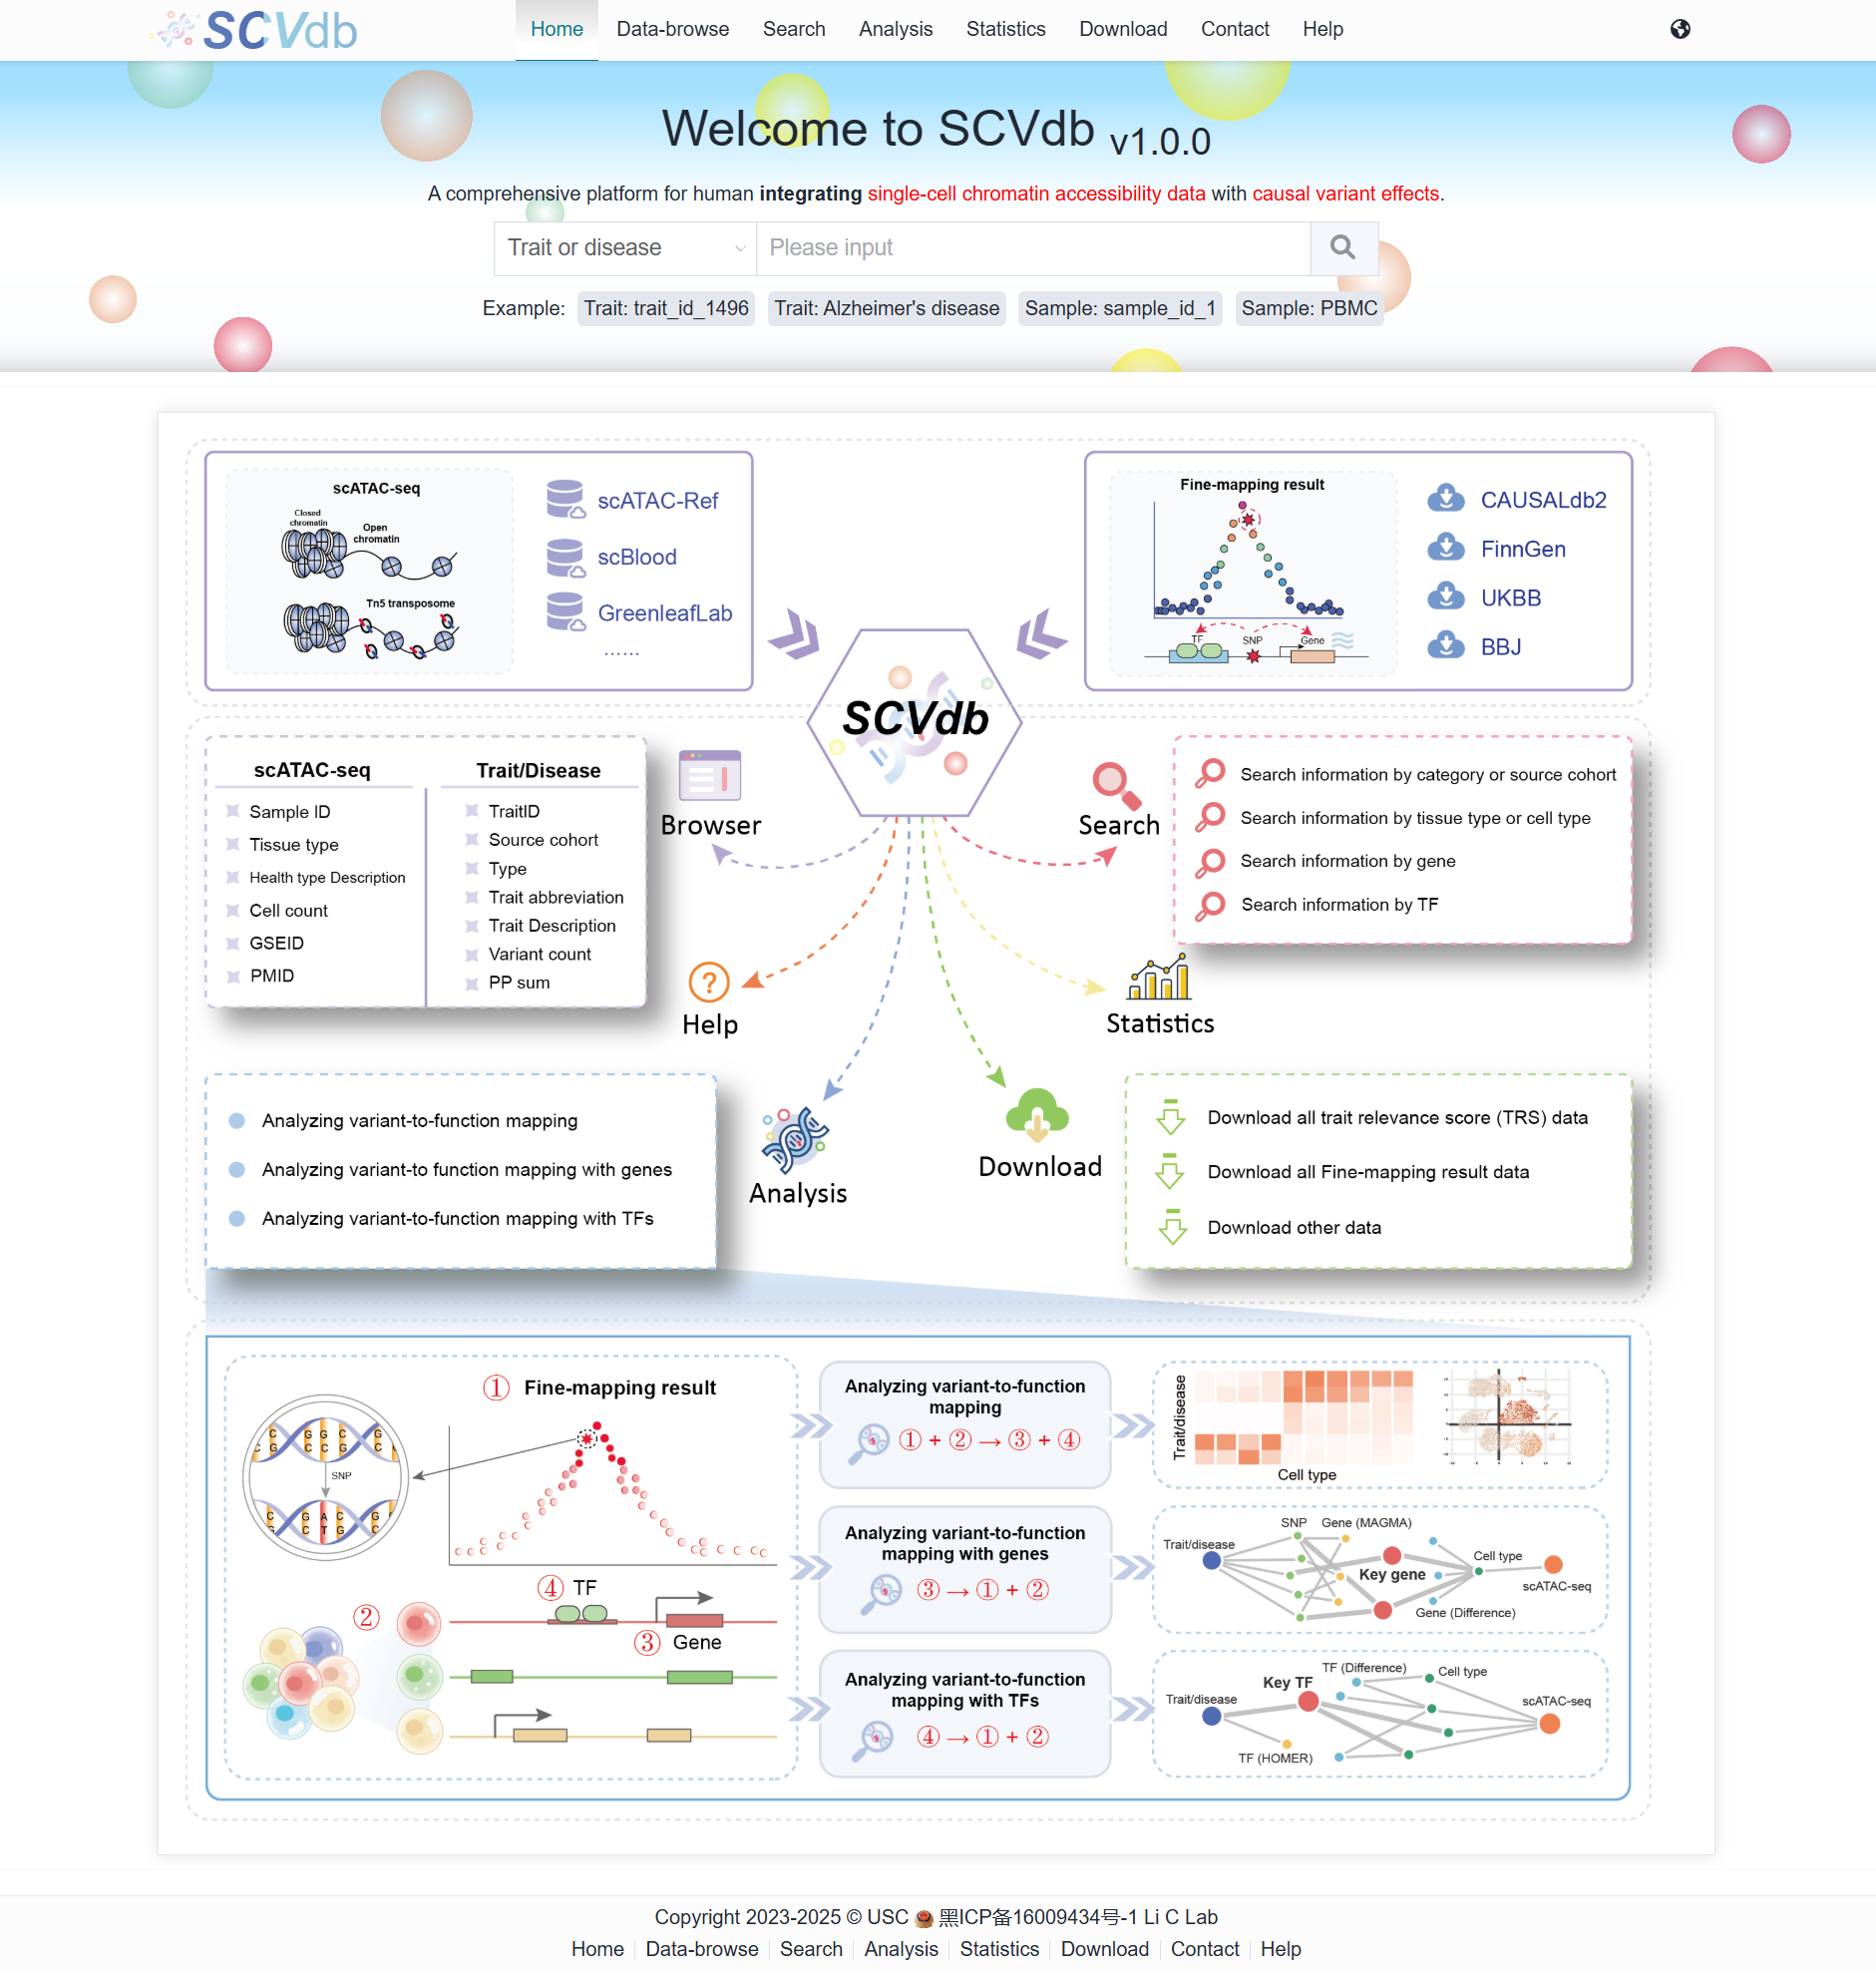 SCVdb
Home Data-browse Search Analysis Statistics Download Contact Help
Welcome to SCVdb v1.0.0
A comprehensive platform for human integrating single-cell chromatin accessibility data with causal variant effects.
Trait or disease Please input
Example: Trait: trait_id_1496 Trait: Alzheimer's disease Sample: sample_id_1 Sample: PBMC
scATAC-seq
Closed
chromatin
Open
chromatin
Tn5 transposome
scATAC-Ref
scBlood
GreenleafLab
......
Fine-mapping result
TF SNP Gene
CAUSALdb2
FinnGen
UKBB
BBJ
SCVdb
scATAC-seq
Sample ID
Tissue type
Health type Description
Cell count
GSEID
PMID
Trait/Disease
TraitID
Source cohort
Type
Trait abbreviation
Trait Description
Variant count
PP sum
Browser
Search
Search information by category or source cohort
Search information by tissue type or cell type
Search information by gene
Search information by TF
?
Help
Statistics
Analyzing variant-to-function mapping
Analyzing variant-to function mapping with genes
Analyzing variant-to-function mapping with TFs
Analysis
Download
Download all trait relevance score (TRS) data
Download all Fine-mapping result data
Download other data
① Fine-mapping result
C G G C G
C G C C G C
SNP
C G A C G
G C T G C
④ TF
②
③ Gene
Analyzing variant-to-function
mapping
① + ② → ③ + ④
Trait/disease
Cell type
Analyzing variant-to-function
mapping with genes
③ → ① + ②
SNP Gene (MAGMA)
Trait/disease
Cell type
Key gene
scATAC-seq
Gene (Difference)
Analyzing variant-to-function
mapping with TFs
④ → ① + ②
TF (Difference)
Cell type
Key TF
Trait/disease
scATAC-seq
TF (HOMER)
Copyright 2023-2025 © USC 黑ICP备16009434号-1 Li C Lab
Home Data-browse Search Analysis Statistics Download Contact Help